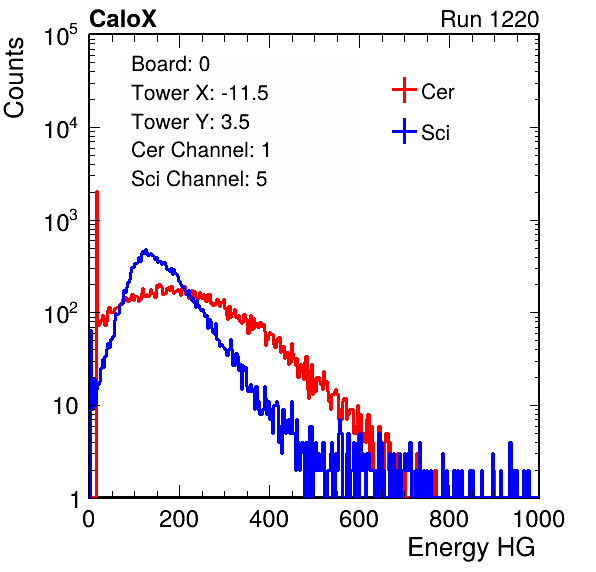 CaloX Run 1220
Counts
Board: 0
Tower X: -11.5
Tower Y: 3.5
Cer Channel: 1
Sci Channel: 5
Cer
Sci
10^5
10^4
10^3
10^2
10
1
0 200 400 600 800 1000
Energy HG